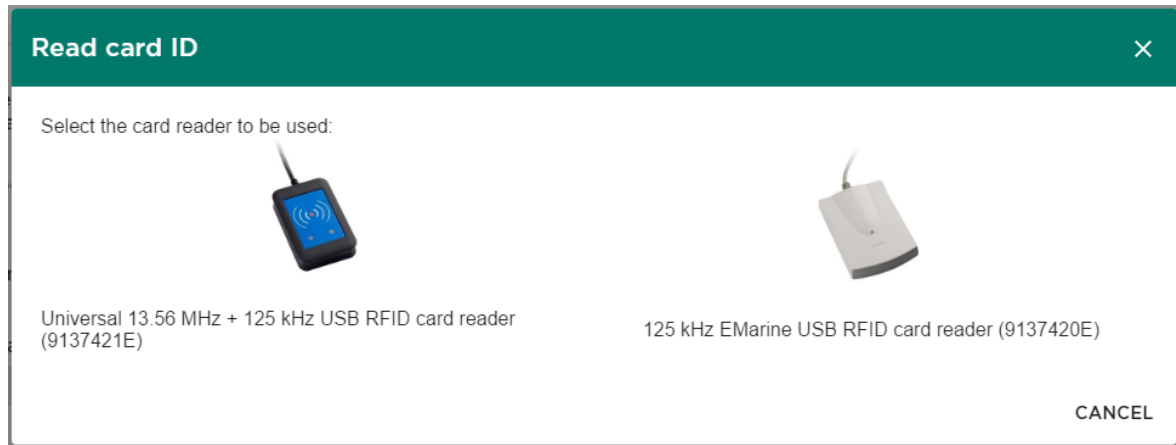 Read card ID
Select the card reader to be used:
Universal 13.56 MHz + 125 kHz USB RFID card reader
(9137421E)
125 kHz EMarine USB RFID card reader (9137420E)
CANCEL